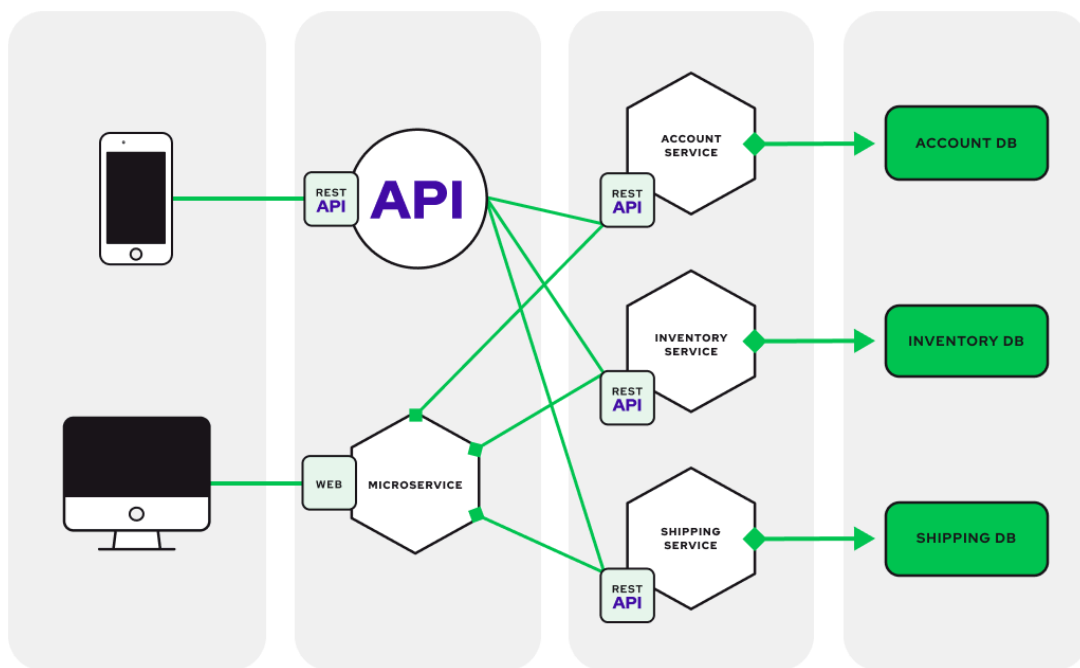 REST
API
API
WEB
MICROSERVICE
ACCOUNT
SERVICE
REST
API
INVENTORY
SERVICE
REST
API
SHIPPING
SERVICE
REST
API
ACCOUNT DB
INVENTORY DB
SHIPPING DB